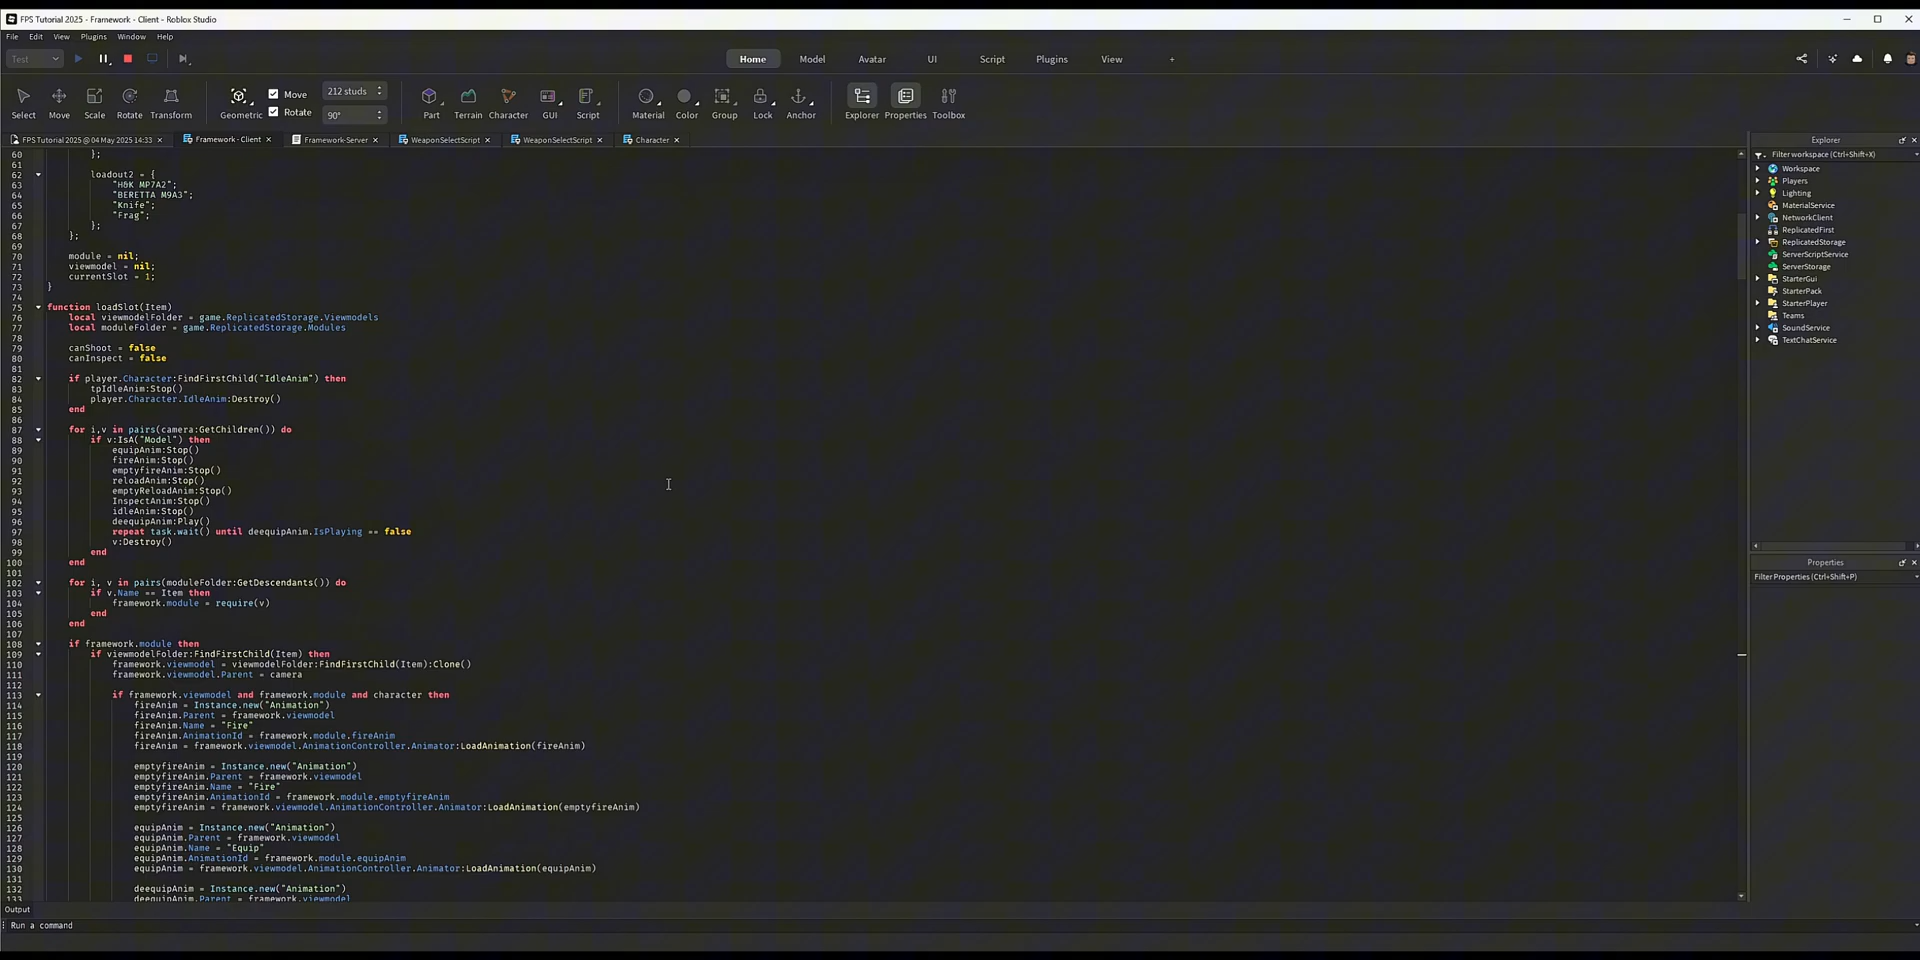 FPS Tutorial 2025 - Framework - Client - Roblox Studio
File Edit View Plugins Window Help
Test Home Model Avatar UI Script Plugins View +
Move 212 studs
Rotate 90°
Select Move Scale Rotate Transform Geometric Part Terrain Character GUI Script Material Color Group Lock Anchor Explorer Properties Toolbox
FPS Tutorial 2025 @ 04 May 2025 14:33 Framework - Client Framework-Server WeaponSelectScript WeaponSelectScript Character
60 };
61
62 loadout2 = {
63 "H&K MP7A2";
64 "BERETTA M9A3";
65 "Knife";
66 "Frag";
67 };
68 };
69
70 module = nil;
71 viewmodel = nil;
72 currentSlot = 1;
73 }
74
75 function loadSlot(Item)
76 local viewmodelFolder = game.ReplicatedStorage.Viewmodels
77 local moduleFolder = game.ReplicatedStorage.Modules
78
79 canShoot = false
80 canInspect = false
81
82 if player.Character:FindFirstChild("IdleAnim") then
83 tpIdleAnim:Stop()
84 player.Character.IdleAnim:Destroy()
85 end
86
87 for i,v in pairs(camera:GetChildren()) do
88 if v:IsA("Model") then
89 equipAnim:Stop()
90 fireAnim:Stop()
91 emptyfireAnim:Stop()
92 reloadAnim:Stop()
93 emptyReloadAnim:Stop()
94 InspectAnim:Stop()
95 idleAnim:Stop()
96 deequipAnim:Play()
97 repeat task.wait() until deequipAnim.IsPlaying == false
98 v:Destroy()
99 end
100 end
101
102 for i, v in pairs(moduleFolder:GetDescendants()) do
103 if v.Name == Item then
104 framework.module = require(v)
105 end
106 end
107
108 if framework.module then
109 if viewmodelFolder:FindFirstChild(Item) then
110 framework.viewmodel = viewmodelFolder:FindFirstChild(Item):Clone()
111 framework.viewmodel.Parent = camera
112
113 if framework.viewmodel and framework.module and character then
114 fireAnim = Instance.new("Animation")
115 fireAnim.Parent = framework.viewmodel
116 fireAnim.Name = "Fire"
117 fireAnim.AnimationId = framework.module.fireAnim
118 fireAnim = framework.viewmodel.AnimationController.Animator:LoadAnimation(fireAnim)
119
120 emptyfireAnim = Instance.new("Animation")
121 emptyfireAnim.Parent = framework.viewmodel
122 emptyfireAnim.Name = "Fire"
123 emptyfireAnim.AnimationId = framework.module.emptyfireAnim
124 emptyfireAnim = framework.viewmodel.AnimationController.Animator:LoadAnimation(emptyfireAnim)
125
126 equipAnim = Instance.new("Animation")
127 equipAnim.Parent = framework.viewmodel
128 equipAnim.Name = "Equip"
129 equipAnim.AnimationId = framework.module.equipAnim
130 equipAnim = framework.viewmodel.AnimationController.Animator:LoadAnimation(equipAnim)
131
132 deequipAnim = Instance.new("Animation")
133 deequipAnim.Parent = framework.viewmodel
Explorer
Filter workspace (Ctrl+Shift+X)
Workspace
Players
Lighting
MaterialService
NetworkClient
ReplicatedFirst
ReplicatedStorage
ServerScriptService
ServerStorage
StarterGui
StarterPack
StarterPlayer
Teams
SoundService
TextChatService
Properties
Filter Properties (Ctrl+Shift+P)
Output
Run a command